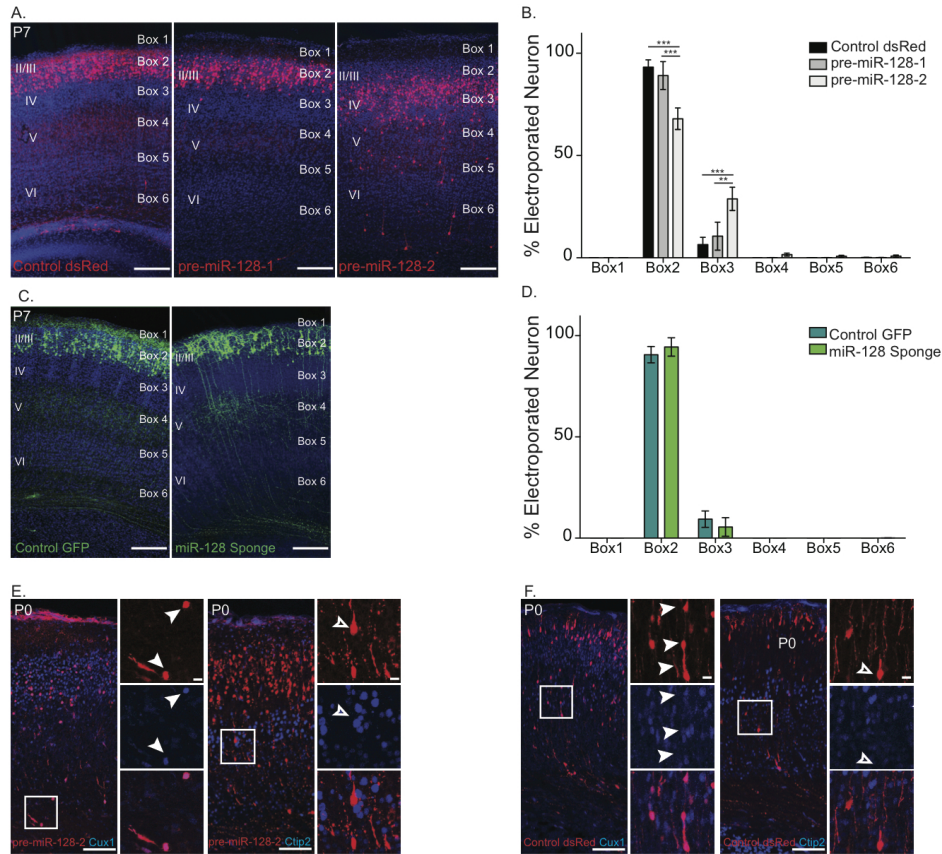 A.
P7
Box 1
Box 2
II/III
Box 3
IV
Box 4
V
Box 5
VI
Box 6
Control dsRed
Box 1
II/III
Box 2
Box 3
IV
Box 4
V
Box 5
VI
Box 6
pre-miR-128-1
Box 1
II/III
Box 2
Box 3
IV
Box 4
V
Box 5
VI
Box 6
pre-miR-128-2
B.
% Electroporated Neuron
100
50
0
***
***
***
**
Control dsRed
pre-miR-128-1
pre-miR-128-2
Box1 Box2 Box3 Box4 Box5 Box6
C.
P7
Box 1
II/III
Box 2
IV
Box 3
V
Box 4
Box 5
VI
Box 6
Control GFP
Box 1
Box 2
II/III
Box 3
IV
Box 4
V
Box 5
VI
Box 6
miR-128 Sponge
D.
% Electroporated Neuron
100
50
0
Control GFP
miR-128 Sponge
Box1 Box2 Box3 Box4 Box5 Box6
E.
P0
pre-miR-128-2 Cux1
P0
pre-miR-128-2 Ctip2
F.
P0
Control dsRed Cux1
P0
Control dsRed Ctip2